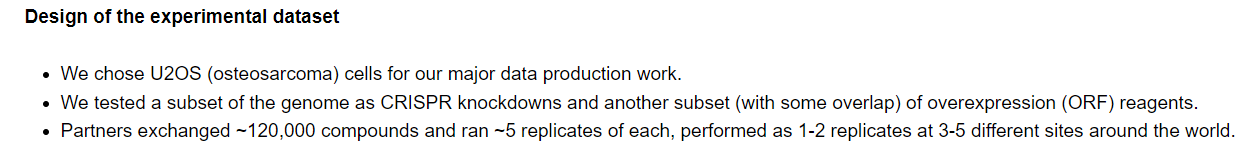 Design of the experimental dataset
• We chose U2OS (osteosarcoma) cells for our major data production work.
• We tested a subset of the genome as CRISPR knockdowns and another subset (with some overlap) of overexpression (ORF) reagents.
• Partners exchanged ~120,000 compounds and ran ~5 replicates of each, performed as 1-2 replicates at 3-5 different sites around the world.